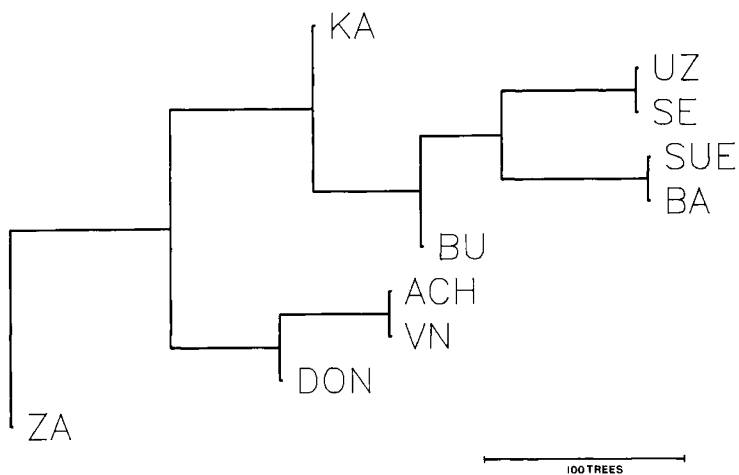 KA
UZ
SE
SUE
BA
BU
ACH
VN
DON
ZA
100 TREES